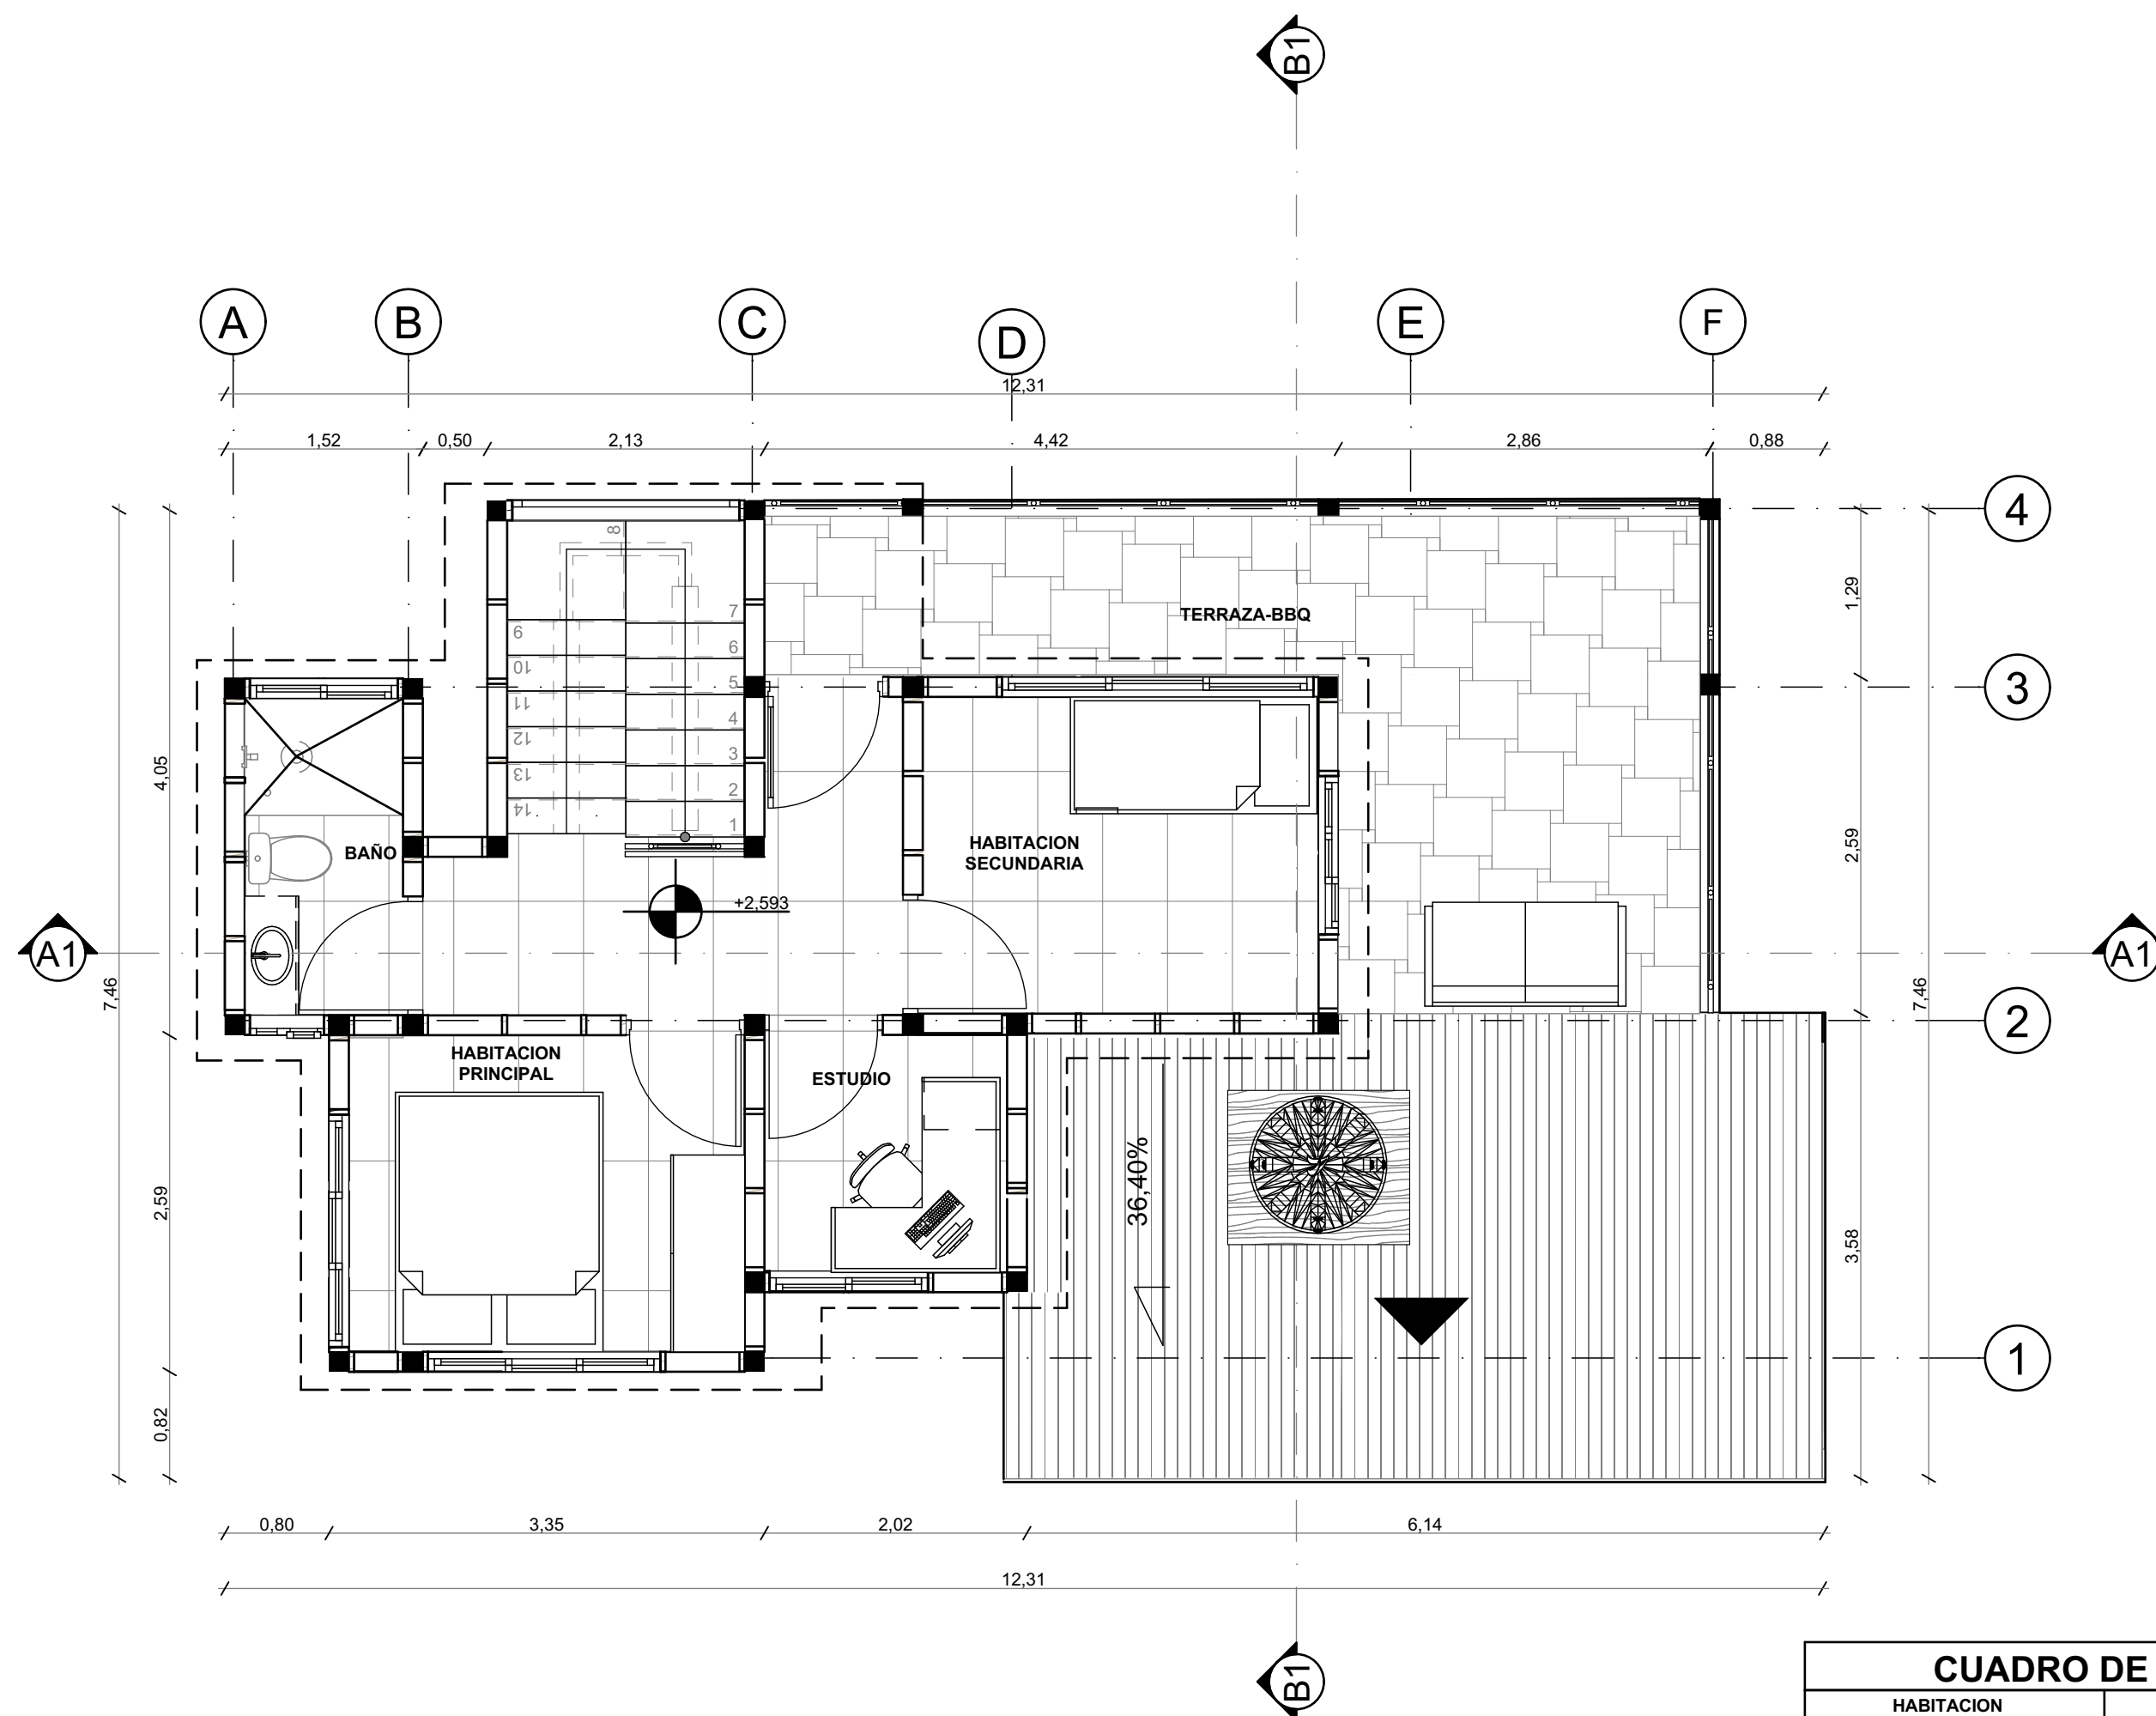 B1
A
B
C
D
E
F
12,31
1,52
0,50
2,13
4,42
2,86
0,88
4
8
7
6
5
4
3
2
1
9
10
11
12
13
14
TERRAZA-BBQ
1,29
3
4,05
BAÑO
HABITACION
SECUNDARIA
2,59
+2,593
A1
A1
7,46
7,46
2
HABITACION
PRINCIPAL
ESTUDIO
36,40%
2,59
3,58
1
0,82
0,80
3,35
2,02
6,14
12,31
B1
CUADRO DE
HABITACION